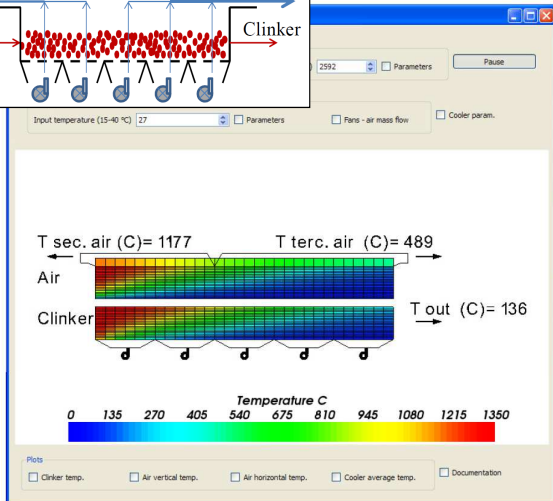 Clinker
) 2592 Parameters Pause
Input temperature (15-40 ºC) 27 Parameters Fans - air mass flow Cooler param.
T sec. air (C)= 1177 T terc. air (C)= 489
Air
Clinker T out (C)= 136
Temperature C
0 135 270 405 540 675 810 945 1080 1215 1350
Plots
Clinker temp. Air vertical temp. Air horizontal temp. Cooler average temp. Documentation